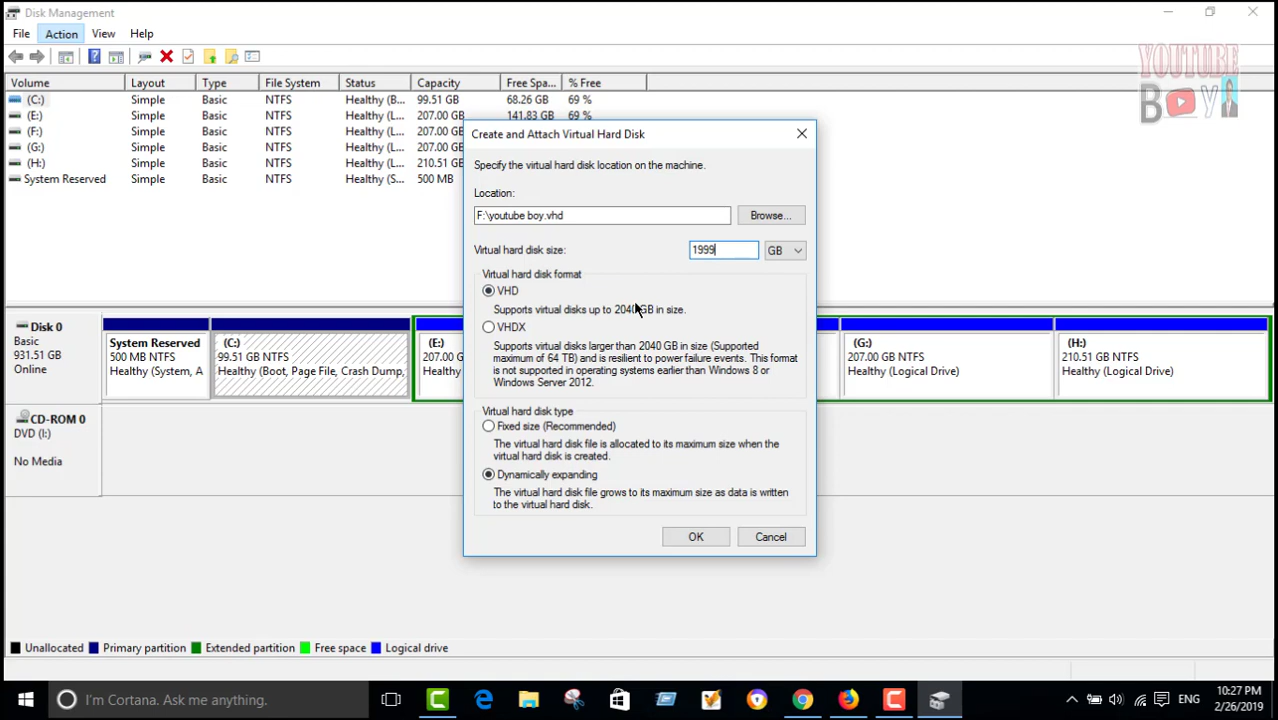 Disk Management
File Action View Help
YOUTUBE
BOY
Volume Layout Type File System Status Capacity Free Spa... % Free
(C:) Simple Basic NTFS Healthy (B... 99.51 GB 68.26 GB 69 %
(E:) Simple Basic NTFS Healthy (L... 207.00 GB 141.83 GB 69 %
(F:) Simple Basic NTFS Healthy (L... 207.00 G
(G:) Simple Basic NTFS Healthy (L... 207.00 G
(H:) Simple Basic NTFS Healthy (L... 210.51 G
System Reserved Simple Basic NTFS Healthy (S... 500 MB
Create and Attach Virtual Hard Disk
Specify the virtual hard disk location on the machine.
Location:
F:\youtube boy.vhd Browse...
Virtual hard disk size: 1999 GB
Virtual hard disk format
VHD
Supports virtual disks up to 2040 GB in size.
VHDX
Supports virtual disks larger than 2040 GB in size (Supported
maximum of 64 TB) and is resilient to power failure events. This format
is not supported in operating systems earlier than Windows 8 or
Windows Server 2012.
Virtual hard disk type
Fixed size (Recommended)
The virtual hard disk file is allocated to its maximum size when the
virtual hard disk is created.
Dynamically expanding
The virtual hard disk file grows to its maximum size as data is written
to the virtual hard disk.
OK Cancel
Disk 0
Basic
931.51 GB
Online
System Reserved
500 MB NTFS
Healthy (System, A
(C:)
99.51 GB NTFS
Healthy (Boot, Page File, Crash Dump,
(E:)
207.00 G
Healthy (L
(G:)
207.00 GB NTFS
Healthy (Logical Drive)
(H:)
210.51 GB NTFS
Healthy (Logical Drive)
CD-ROM 0
DVD (I:)
No Media
Unallocated Primary partition Extended partition Free space Logical drive
I'm Cortana. Ask me anything.
ENG
10:27 PM
2/26/2019